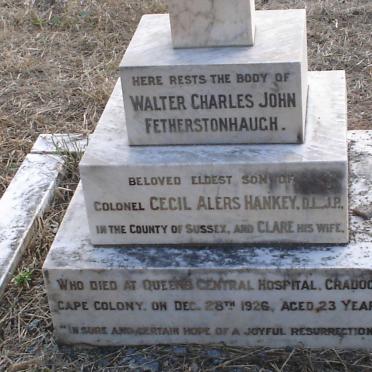 HERE RESTS THE BODY OF
WALTER CHARLES JOHN
FETHERSTONHAUGH.
BELOVED ELDEST SON OF
COLONEL CECIL ALERS HANKEY, D.L., J.P.,
IN THE COUNTY OF SUSSEX, AND CLARE HIS WIFE.
WHO DIED AT QUEENS CENTRAL HOSPITAL, CRADOC
CAPE COLONY, ON DEC. 28TH 1926, AGED 23 YEAR
"IN SURE AND CERTAIN HOPE OF A JOYFUL RESURRECTION